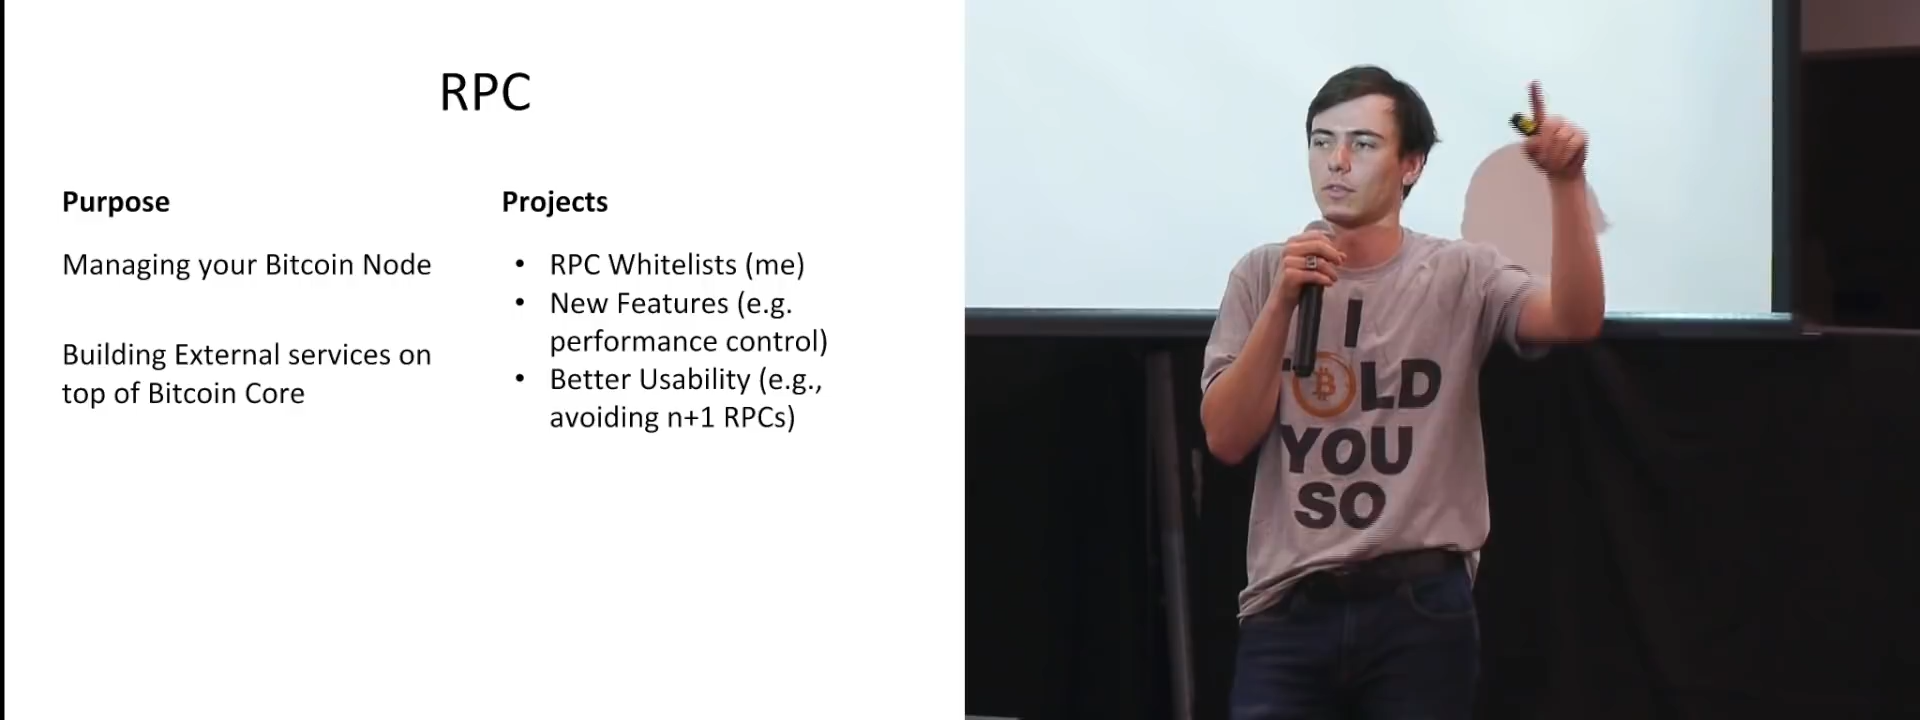 RPC
Purpose
Managing your Bitcoin Node
Building External services on
top of Bitcoin Core
Projects
• RPC Whitelists (me)
• New Features (e.g.
performance control)
• Better Usability (e.g.,
avoiding n+1 RPCs)
I
T₿LD
YOU
SO